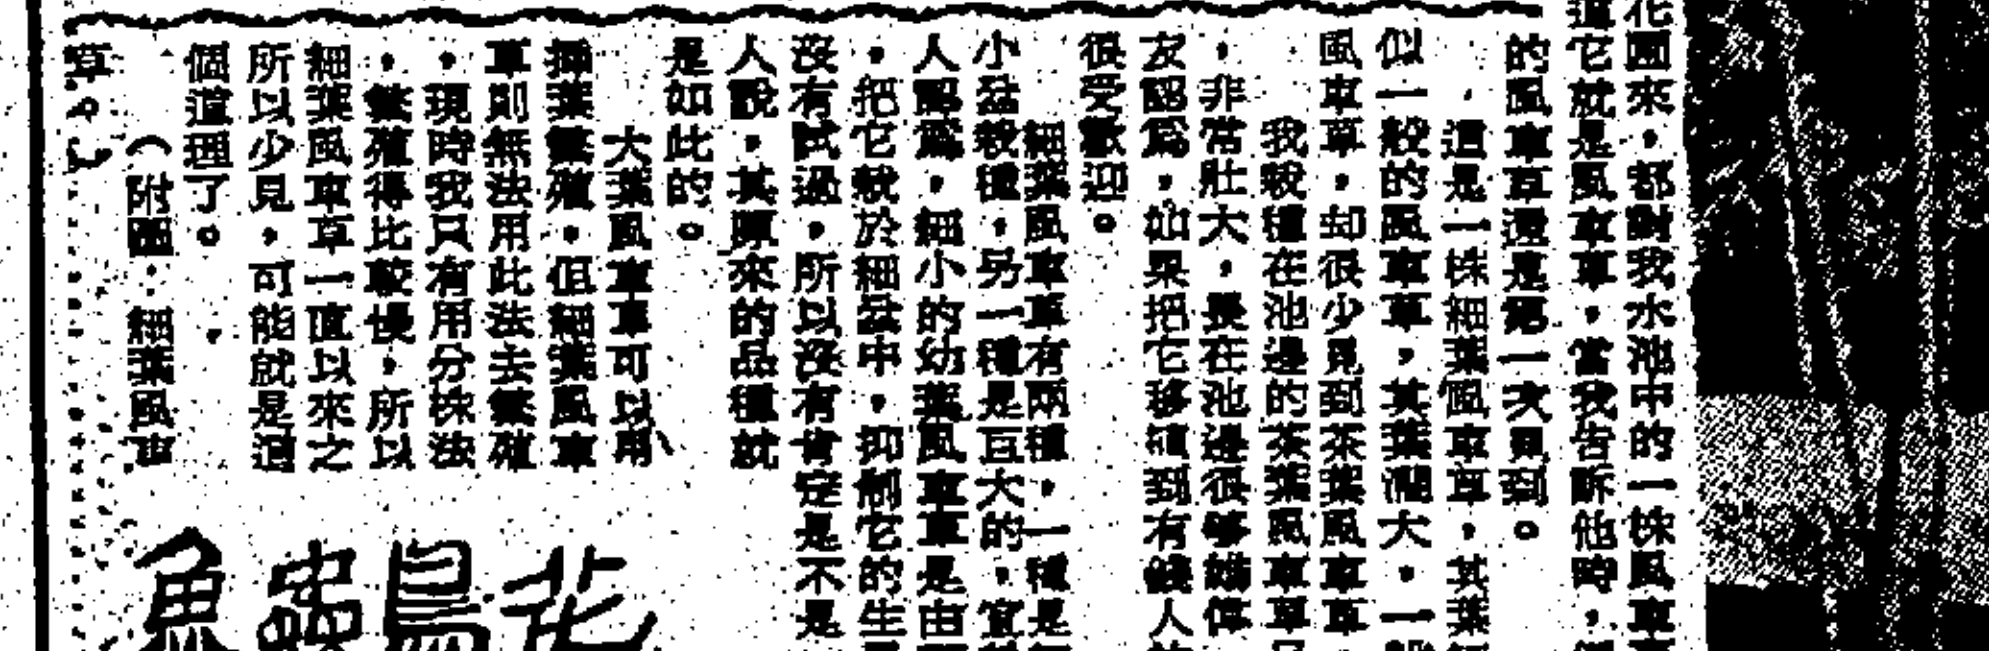 花園來，都對我水池中的一株風車
道它就是風車草，當我告訴他時，
的風車草還是第一次見到。
這是一株細葉風車草，其葉
似一般的風車草，其葉濶大，一般
風車草，却很少見到茶葉風車草
我栽種在池邊的茶葉風車草
，非常壯大，長在池邊很夠
友認爲，如果把它移植到有錢人
很受歡迎。
細葉風車草有兩種，一種是
小盆栽種，另一種是巨大的，宜
人認爲，細小的幼葉風車草是由
，把它栽於細盆中，抑制它的生
沒有試過，所以沒有肯定是不是
人說，其原來的品種就
是如此的。
大葉風車草可以用
插葉繁殖，但細葉風車
草則無法用此法去繁殖
，現時我只有用分株法
，繁殖得比較慢，所以
細葉風車草一直以來之
所以少見，可能就是這
個道理了。
（附圖：細葉風車
草。）
花鳥蟲魚